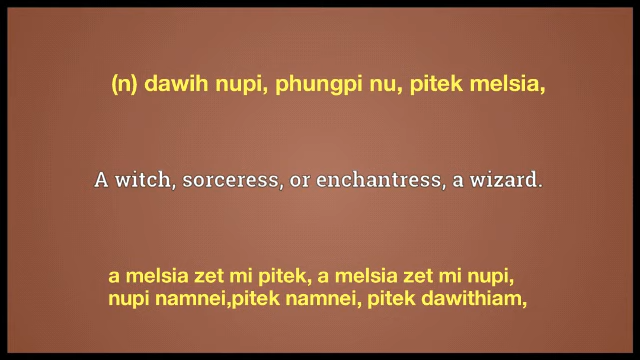 (n) dawih nupi, phungpi nu, pitek melsia,
A witch, sorceress, or enchantress, a wizard.
a melsia zet mi pitek, a melsia zet mi nupi,
nupi namnei,pitek namnei, pitek dawithiam,